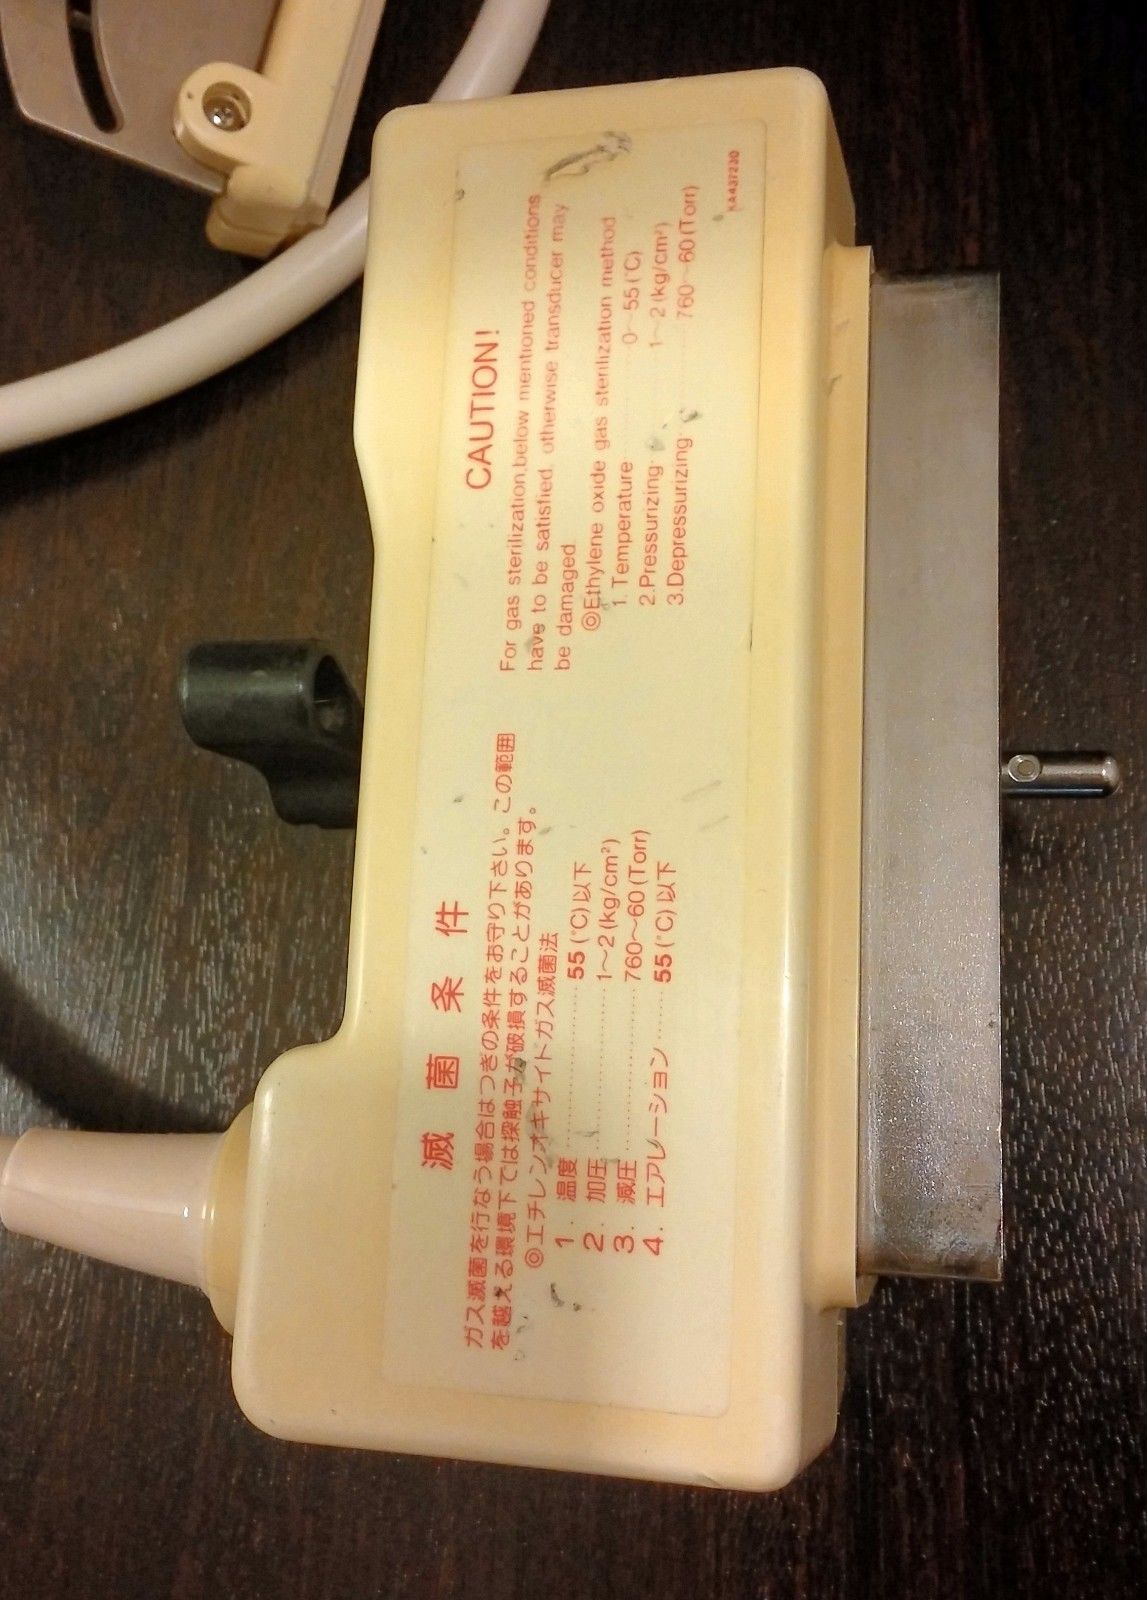 滅菌条件
ガス滅菌を行なう場合はつぎの条件をお守り下さい。この範囲
を越える環境下では探触子が破損することがあります。
◎エチレンオキサイドガス滅菌法
1. 温度 55(℃)以下
2. 加圧 1～2(kg/cm²)
3. 減圧 760～60(Torr)
4. エアレーション 55(℃)以下
CAUTION!
For gas sterilization,below mentioned conditions
have to be satisfied. otherwise transducer may
be damaged
◎Ethylene oxide gas sterilization method
1. Temperature 0～55(℃)
2.Pressurizing 1～2(kg/cm²)
3.Depressurizing 760～60(Torr)